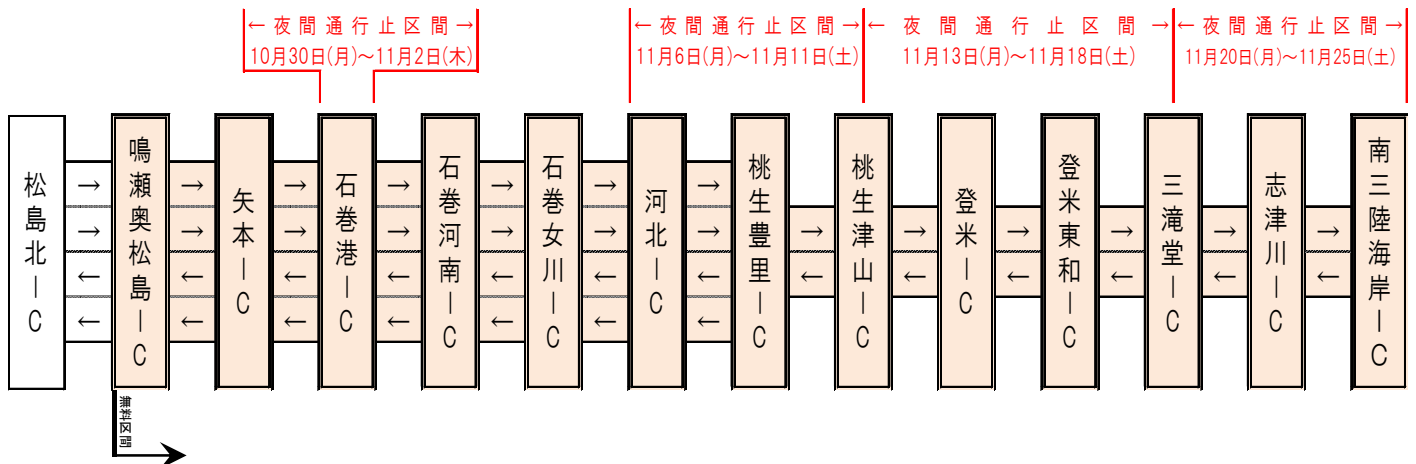 ← 夜間通行止区間 →
10月30日(月)～11月2日(木)
← 夜間通行止区間 →
11月6日(月)～11月11日(土)
← 夜間通行止区間 →
11月13日(月)～11月18日(土)
← 夜間通行止区間 →
11月20日(月)～11月25日(土)
松島北IC
鳴瀬奥松島IC
矢本IC
石巻港IC
石巻河南IC
石巻女川IC
河北IC
桃生豊里IC
桃生津山IC
登米IC
登米東和IC
三滝堂IC
志津川IC
南三陸海岸IC
無料区間